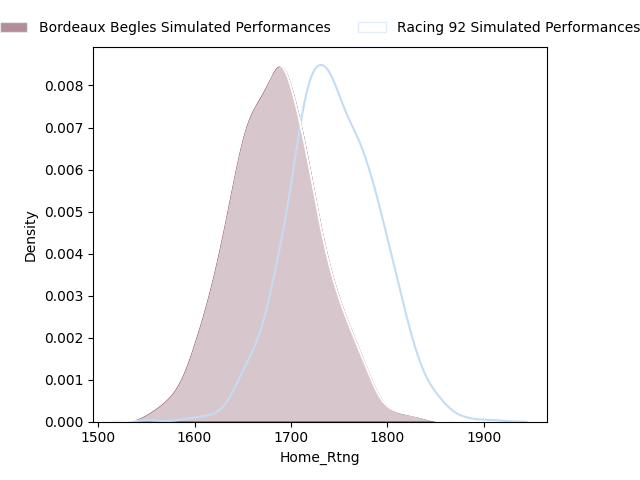 Bordeaux Begles Simulated Performances Racing 92 Simulated Performances
0.008
0.007
0.006
0.005
0.004
0.003
0.002
0.001
0.000
Density
1500 1600 1700 1800 1900
Home_Rtng